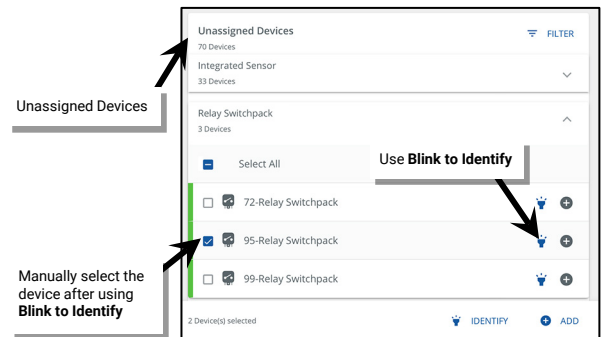 Unassigned Devices
FILTER
70 Devices
Integrated Sensor
33 Devices
Unassigned Devices
Relay Switchpack
3 Devices
Select All
Use Blink to Identify
72-Relay Switchpack
95-Relay Switchpack
Manually select the
device after using
Blink to Identify
99-Relay Switchpack
2 Device(s) selected
IDENTIFY
ADD